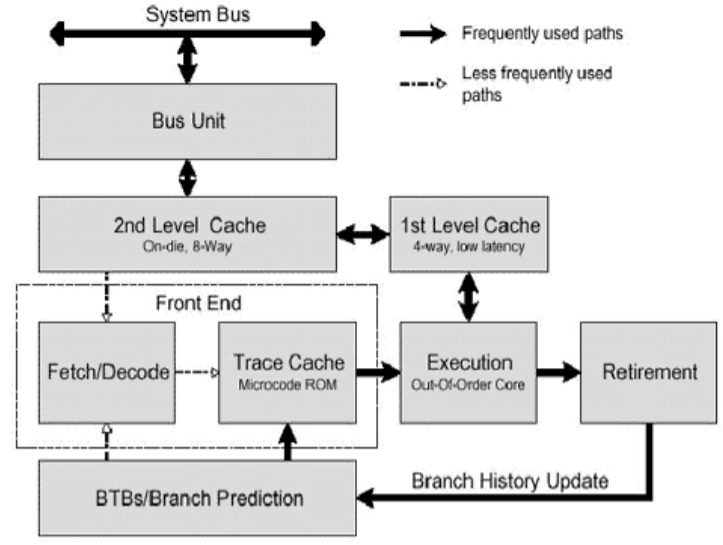 System Bus
Frequently used paths
Less frequently used
paths
Bus Unit
2nd Level Cache
On-die, 8-Way
1st Level Cache
4-way, low latency
Front End
Fetch/Decode
Trace Cache
Microcode ROM
Execution
Out-Of-Order Core
Retirement
Branch History Update
BTBs/Branch Prediction